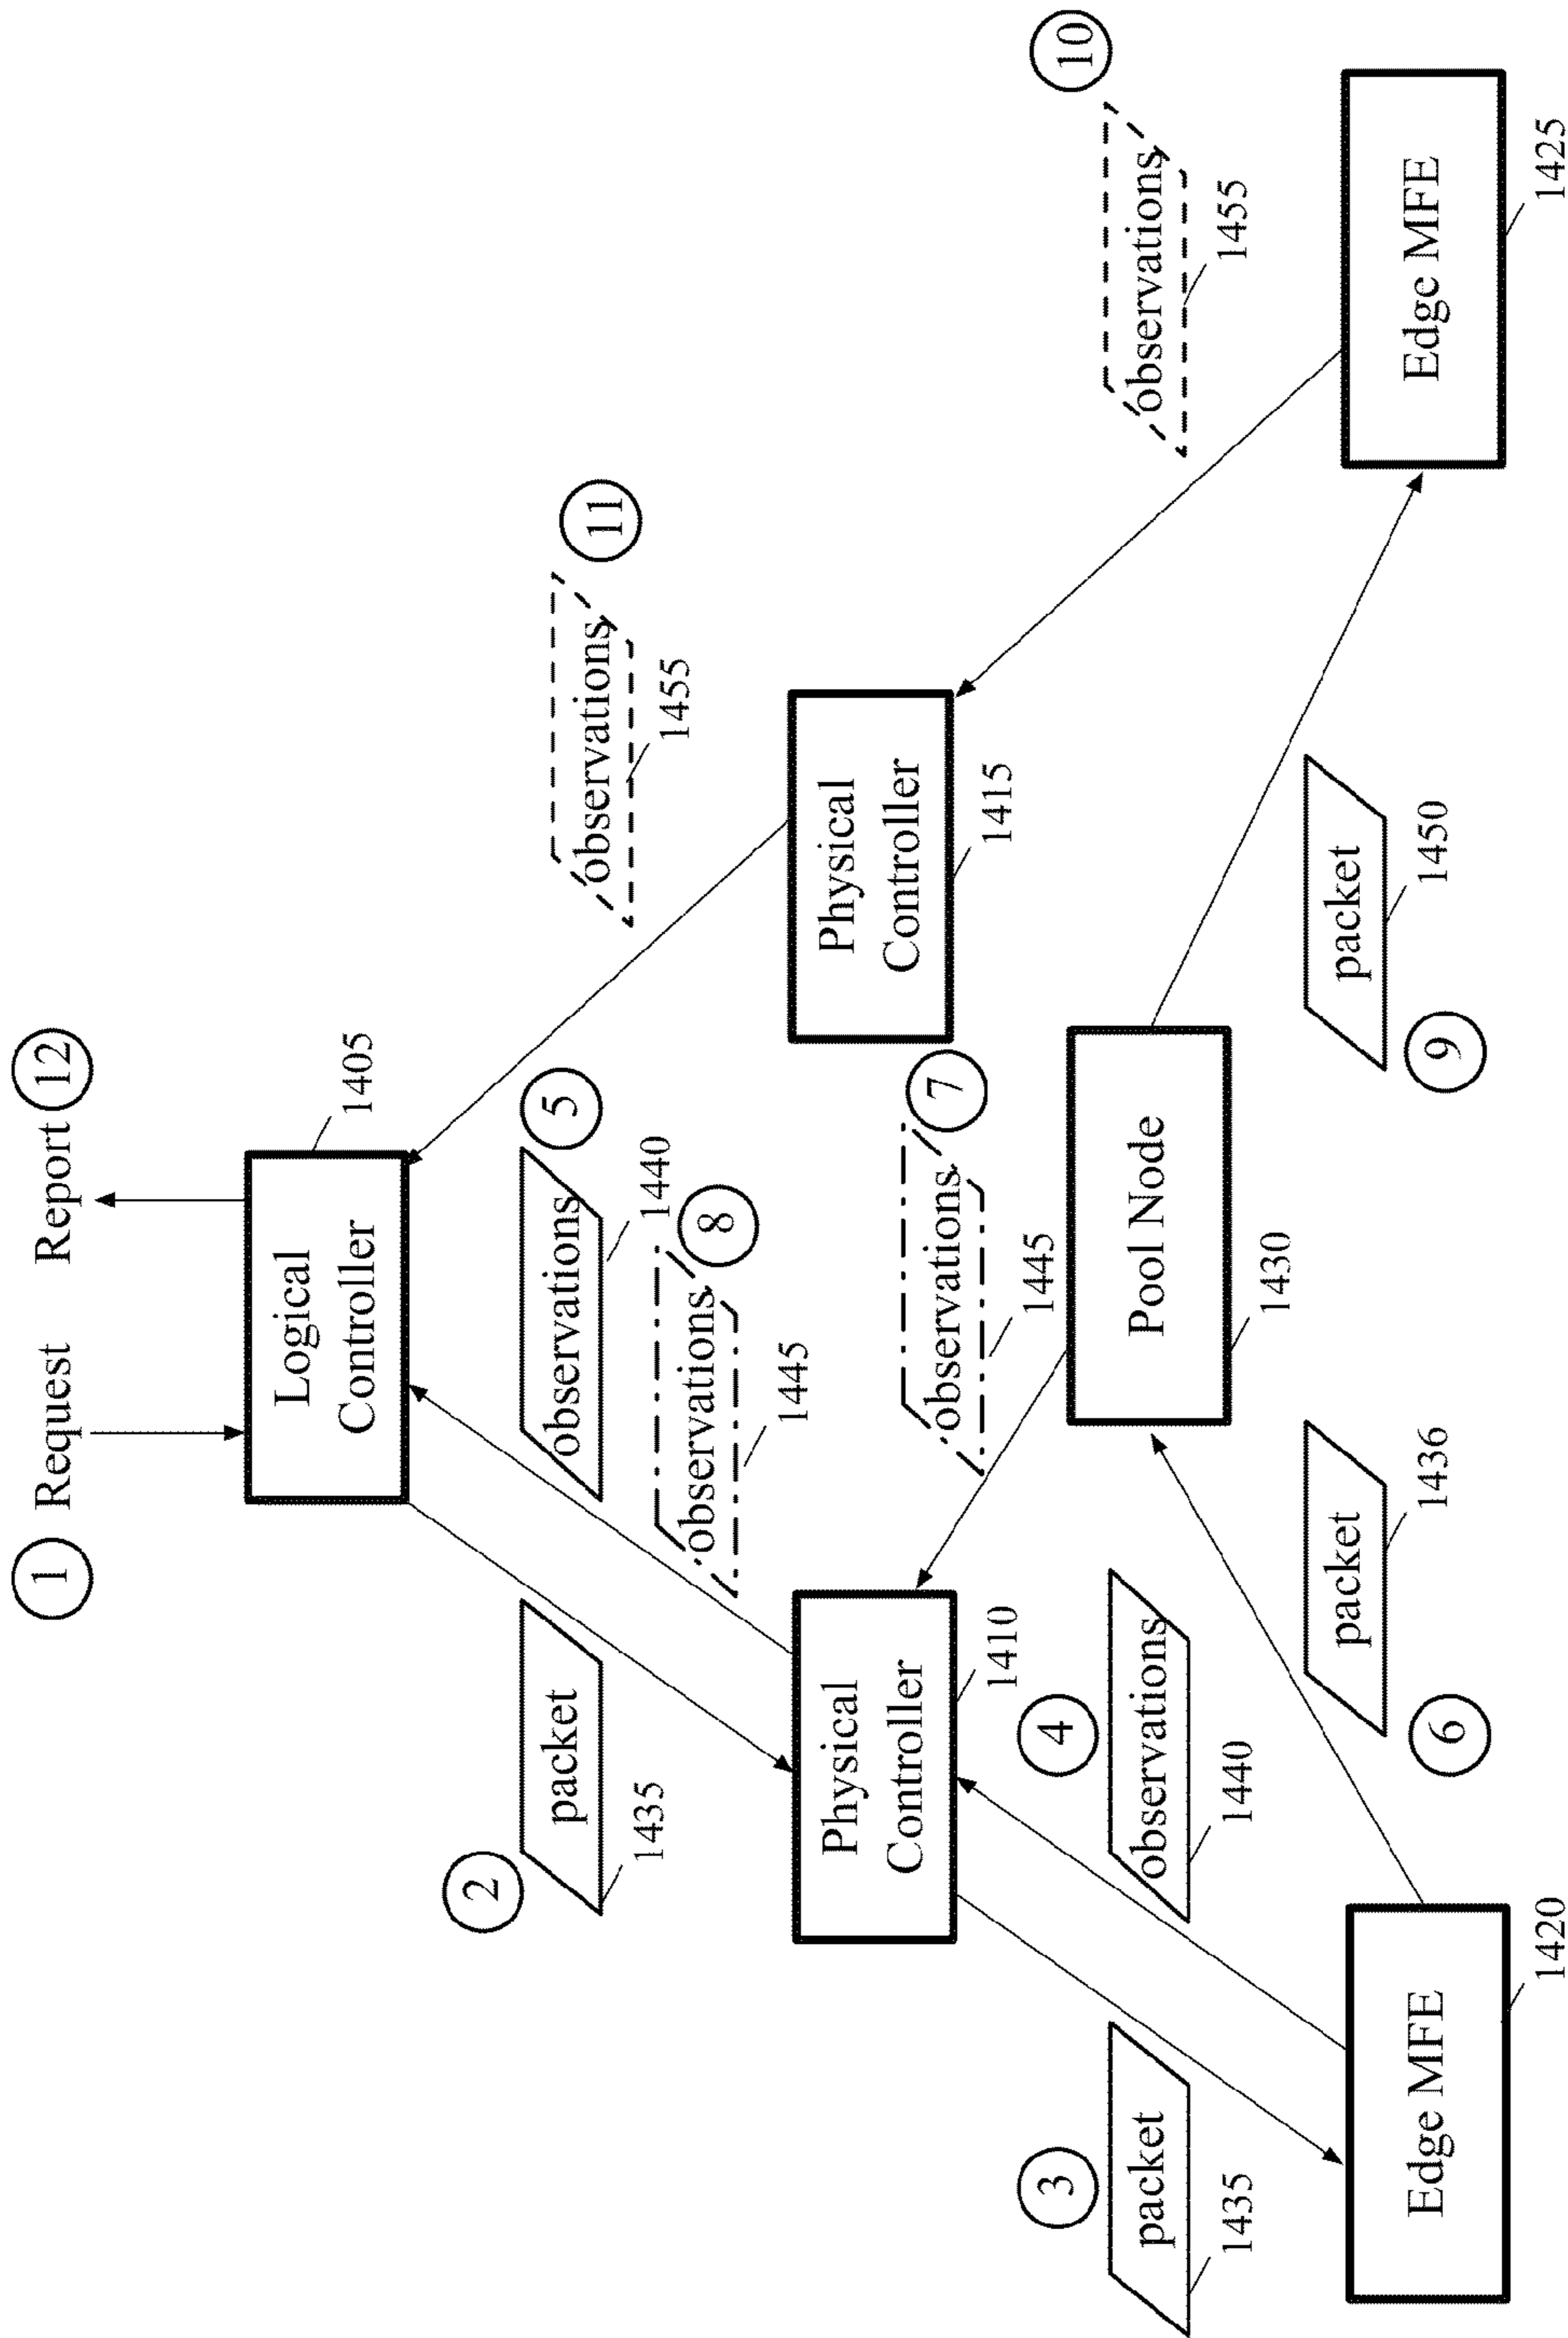 1
Request
Report
12
Logical
Controller
1405
2
packet
1435
observations
5
1440
observations
8
1445
observations
11
1455
Physical
Controller
1410
Physical
Controller
1415
observations
7
1445
3
packet
1435
4
observations
1440
Pool Node
1430
observations
10
1455
6
packet
1436
9
packet
1450
Edge MFE
1420
Edge MFE
1425